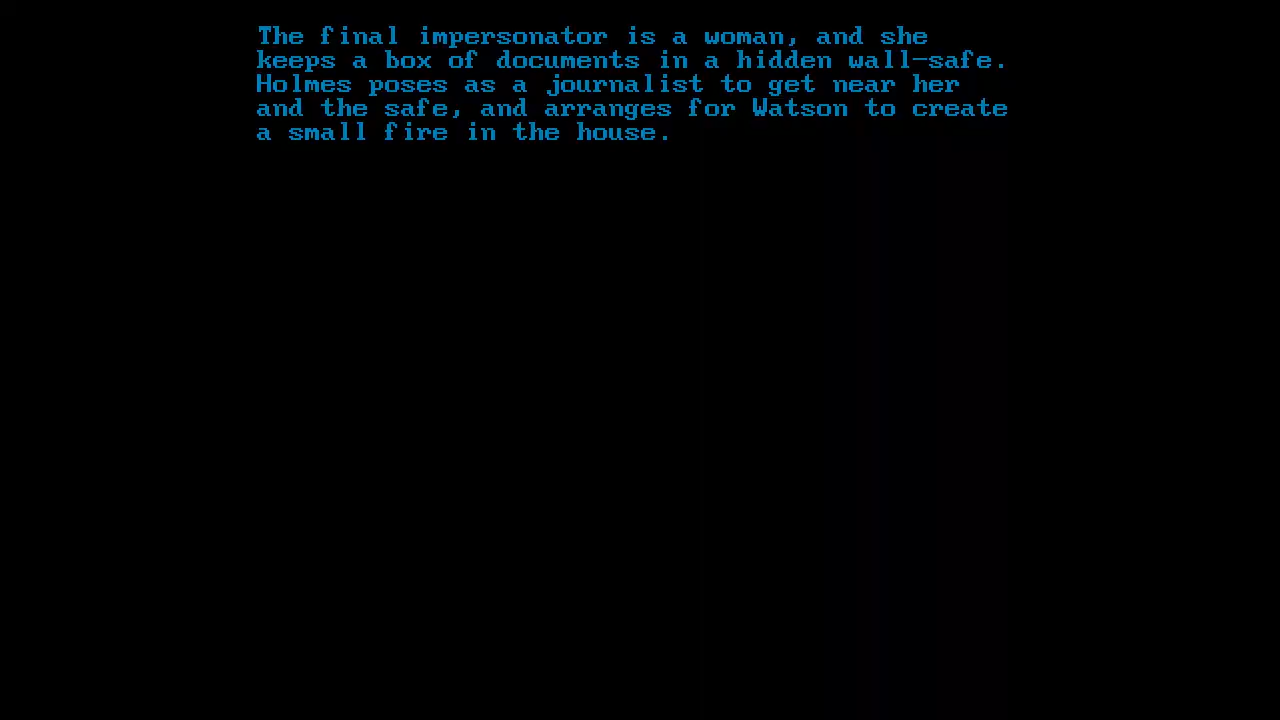 The final impersonator is a woman, and she
keeps a box of documents in a hidden wall-safe.
Holmes poses as a journalist to get near her
and the safe, and arranges for Watson to create
a small fire in the house.